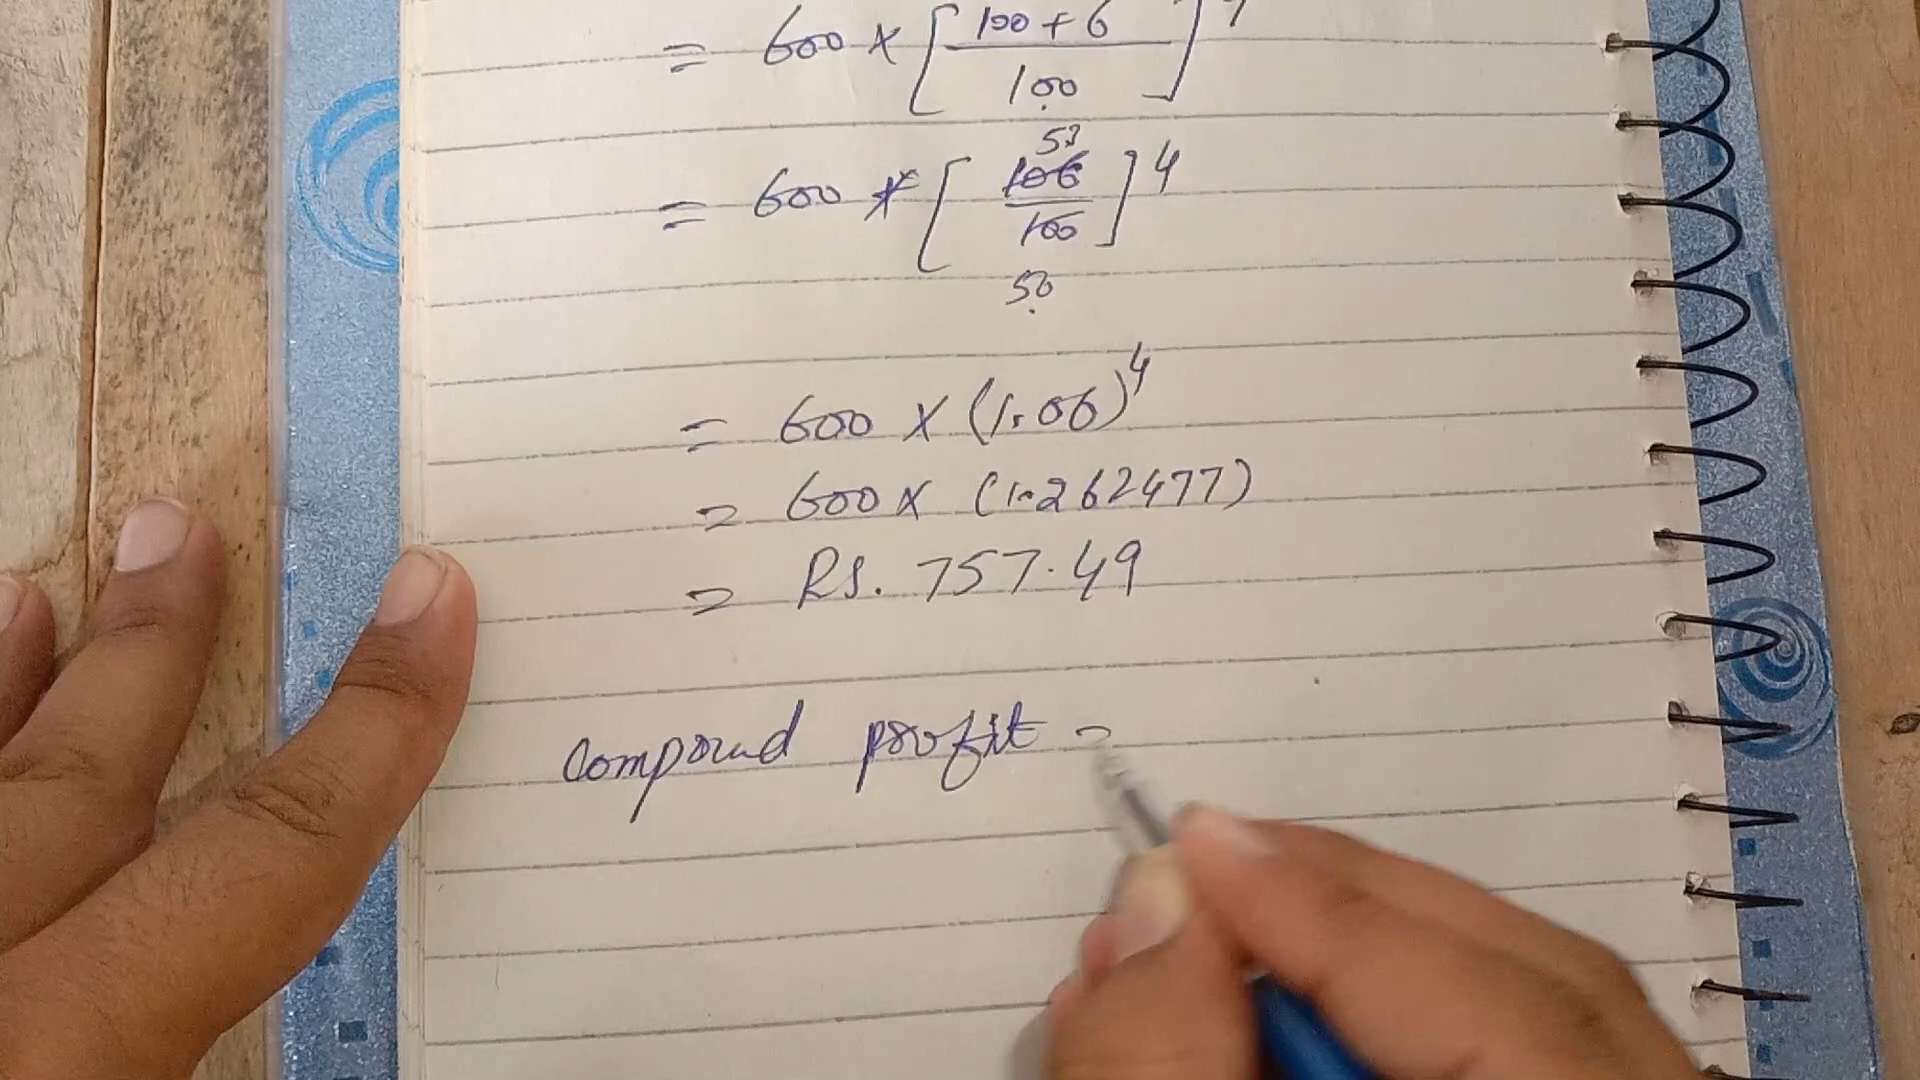 = 600 × [ 100 + 6 / 100 ]
= 600 × [ 106 / 100 ]^4
53
50
= 600 × (1.06)^4
= 600 × (1.262477)
= RS. 757.49
compound profit =